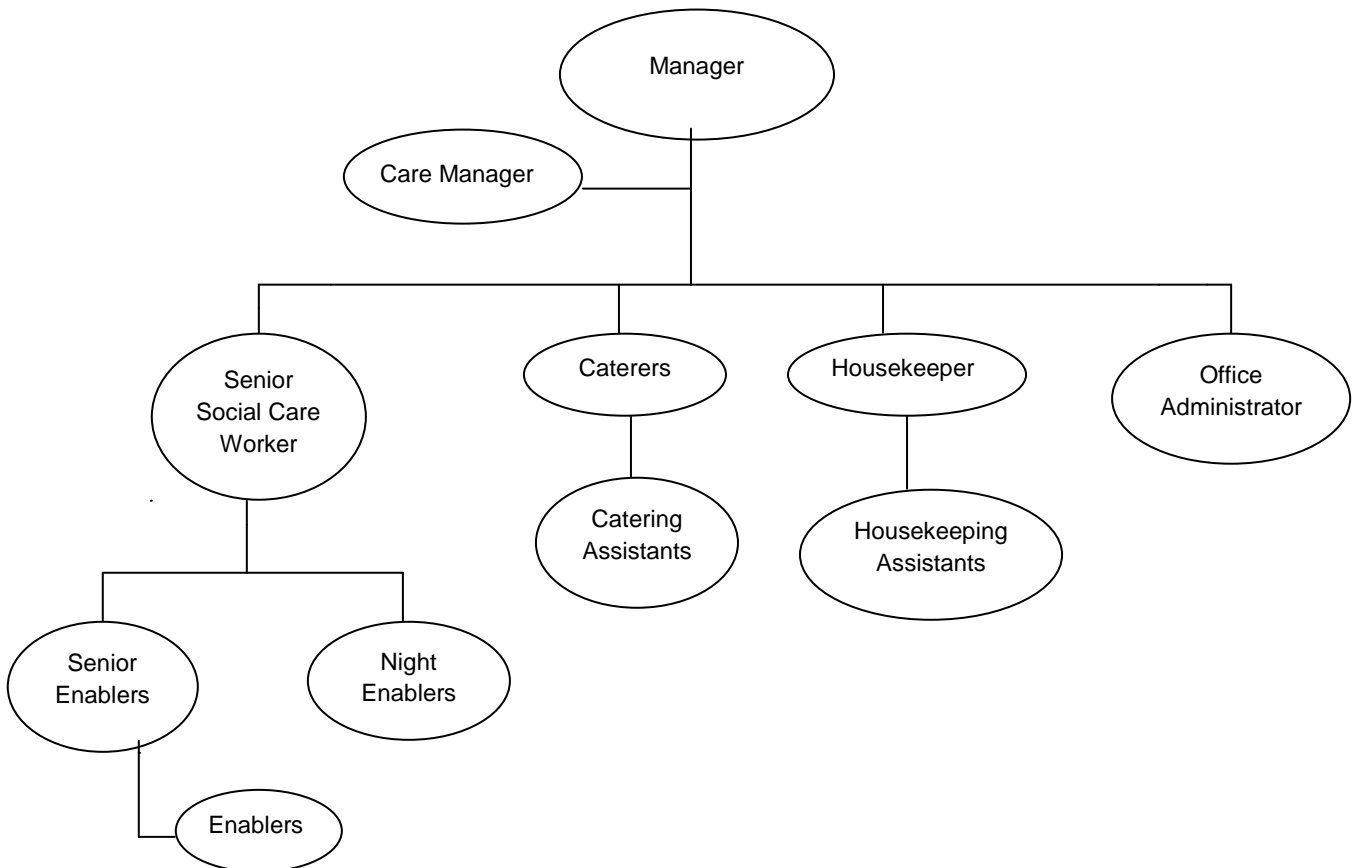 Manager
Care Manager
Senior
Social Care
Worker
Caterers
Housekeeper
Office
Administrator
Catering
Assistants
Housekeeping
Assistants
Senior
Enablers
Night
Enablers
Enablers